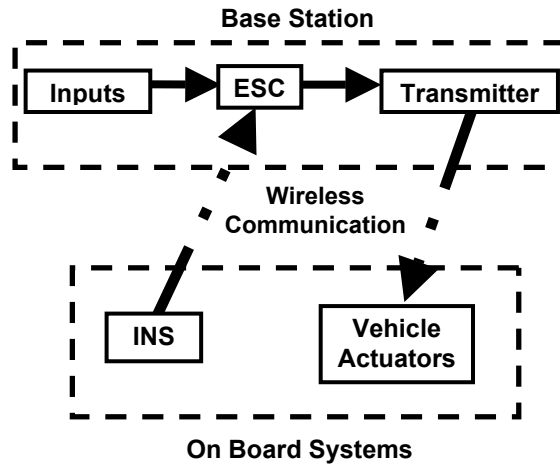 Base Station
Inputs
ESC
Transmitter
Wireless
Communication
INS
Vehicle
Actuators
On Board Systems